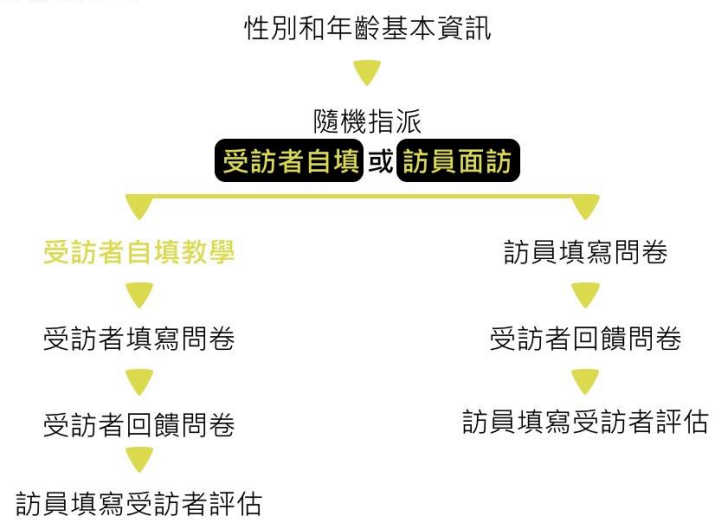 性別和年齡基本資訊
隨機指派
受訪者自填或訪員面訪
受訪者自填教學
受訪者填寫問卷
受訪者回饋問卷
訪員填寫受訪者評估
訪員填寫問卷
受訪者回饋問卷
訪員填寫受訪者評估